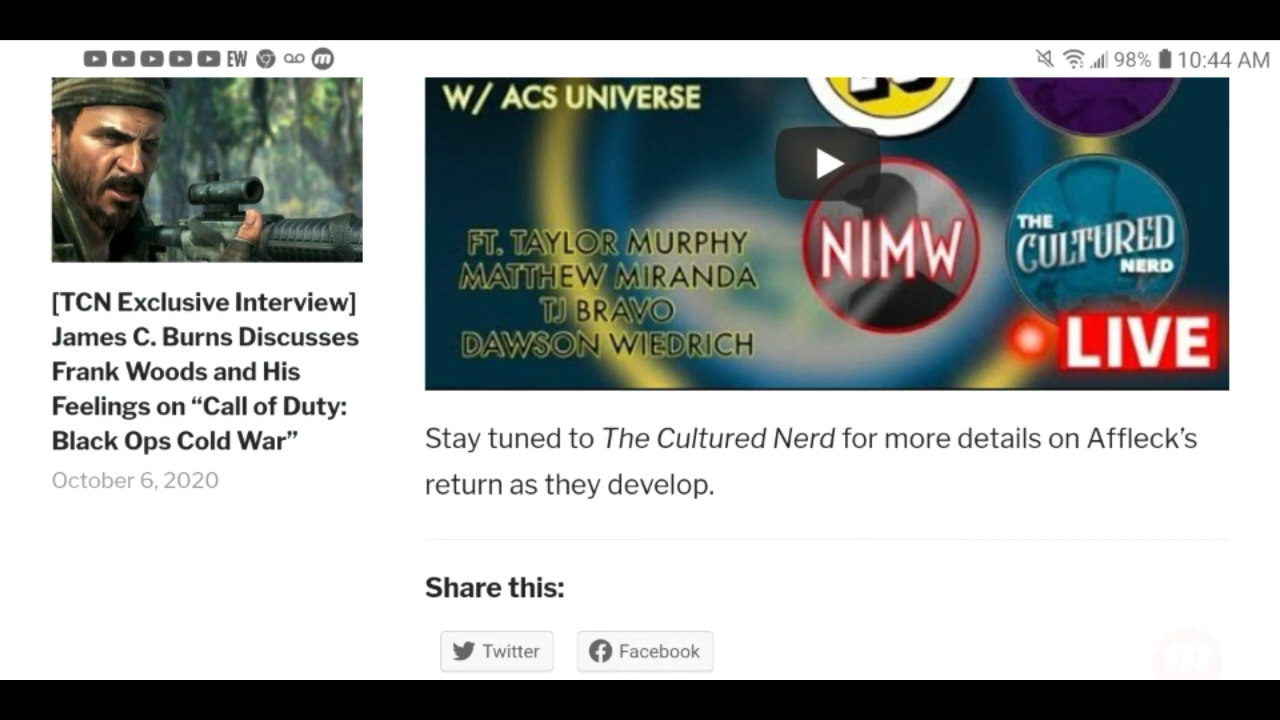 EW
98% 10:44 AM
W/ ACS UNIVERSE
FT. TAYLOR MURPHY
MATTHEW MIRANDA
TJ BRAVO
DAWSON WIEDRICH
NIMW
THE
CULTURED
NERD
LIVE
[TCN Exclusive Interview]
James C. Burns Discusses
Frank Woods and His
Feelings on “Call of Duty:
Black Ops Cold War”
October 6, 2020
Stay tuned to The Cultured Nerd for more details on Affleck’s
return as they develop.
Share this:
Twitter
Facebook